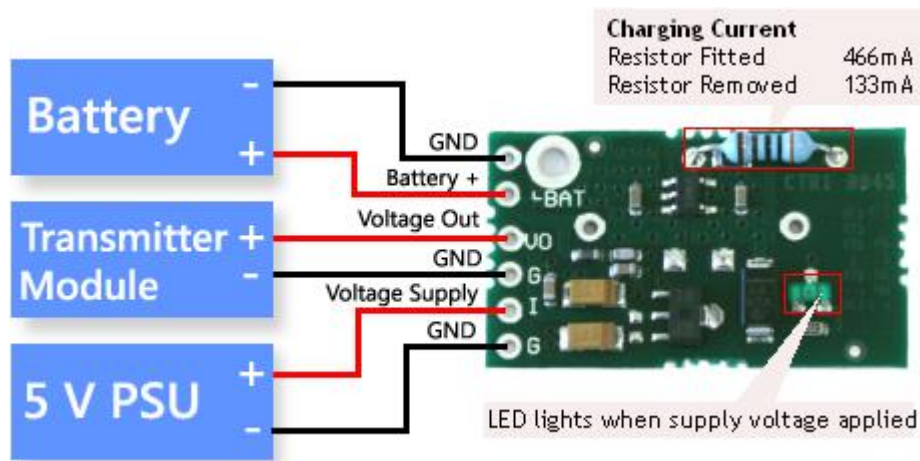 Charging Current
Resistor Fitted 466mA
Resistor Removed 133mA
Battery
-
+
GND
Battery +
BAT
Transmitter
Module
+
-
Voltage Out
VO
GND
G
Voltage Supply
I
GND
G
5 V PSU
+
-
LED lights when supply voltage applied